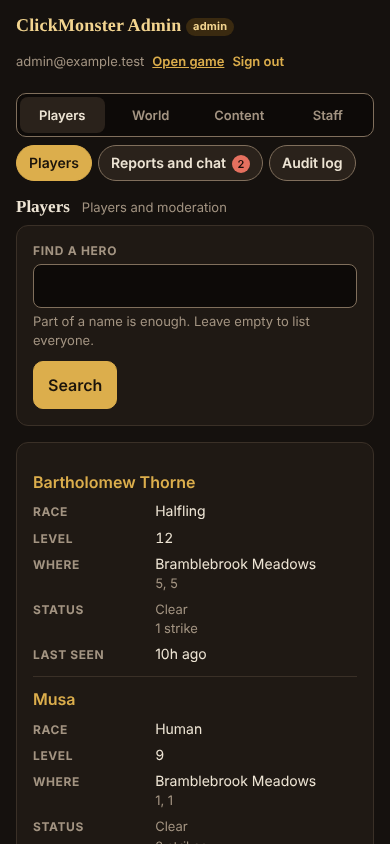 ClickMonster Admin admin
admin@example.test Open game Sign out
Players World Content Staff
Players Reports and chat 2 Audit log
Players Players and moderation
FIND A HERO
Part of a name is enough. Leave empty to list
everyone.
Search
Bartholomew Thorne
RACE Halfling
LEVEL 12
WHERE Bramblebrook Meadows
5, 5
STATUS Clear
1 strike
LAST SEEN 10h ago
Musa
RACE Human
LEVEL 9
WHERE Bramblebrook Meadows
1, 1
STATUS Clear